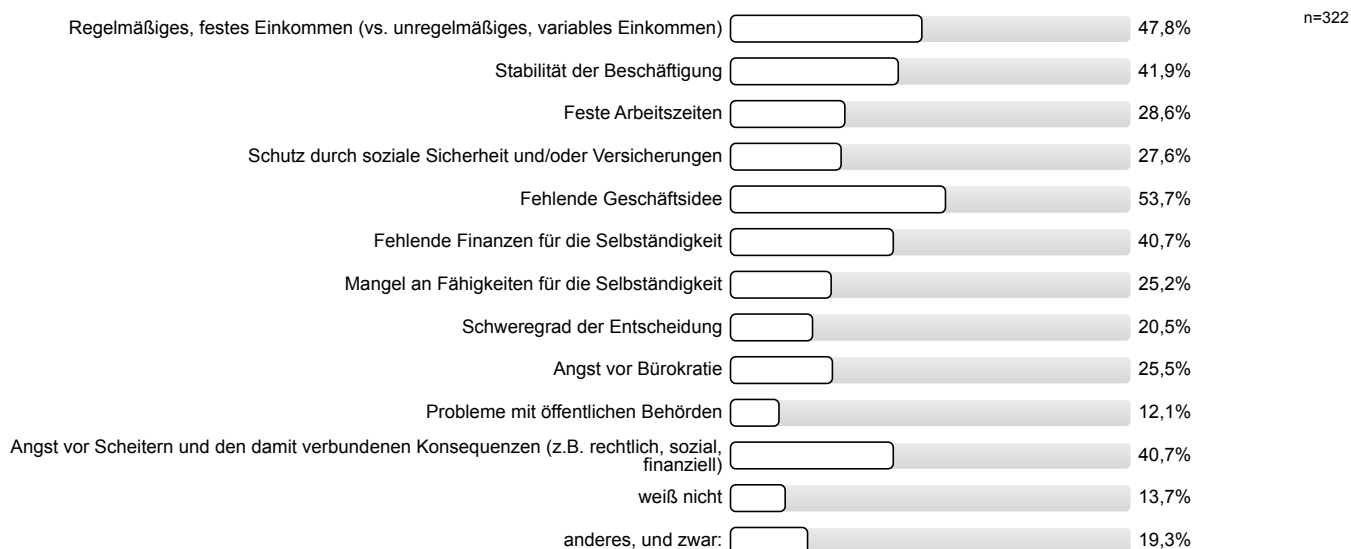 n=322
Regelmäßiges, festes Einkommen (vs. unregelmäßiges, variables Einkommen) 47,8%
Stabilität der Beschäftigung 41,9%
Feste Arbeitszeiten 28,6%
Schutz durch soziale Sicherheit und/oder Versicherungen 27,6%
Fehlende Geschäftsidee 53,7%
Fehlende Finanzen für die Selbständigkeit 40,7%
Mangel an Fähigkeiten für die Selbständigkeit 25,2%
Schweregrad der Entscheidung 20,5%
Angst vor Bürokratie 25,5%
Probleme mit öffentlichen Behörden 12,1%
Angst vor Scheitern und den damit verbundenen Konsequenzen (z.B. rechtlich, sozial,
finanziell) 40,7%
weiß nicht 13,7%
anderes, und zwar: 19,3%